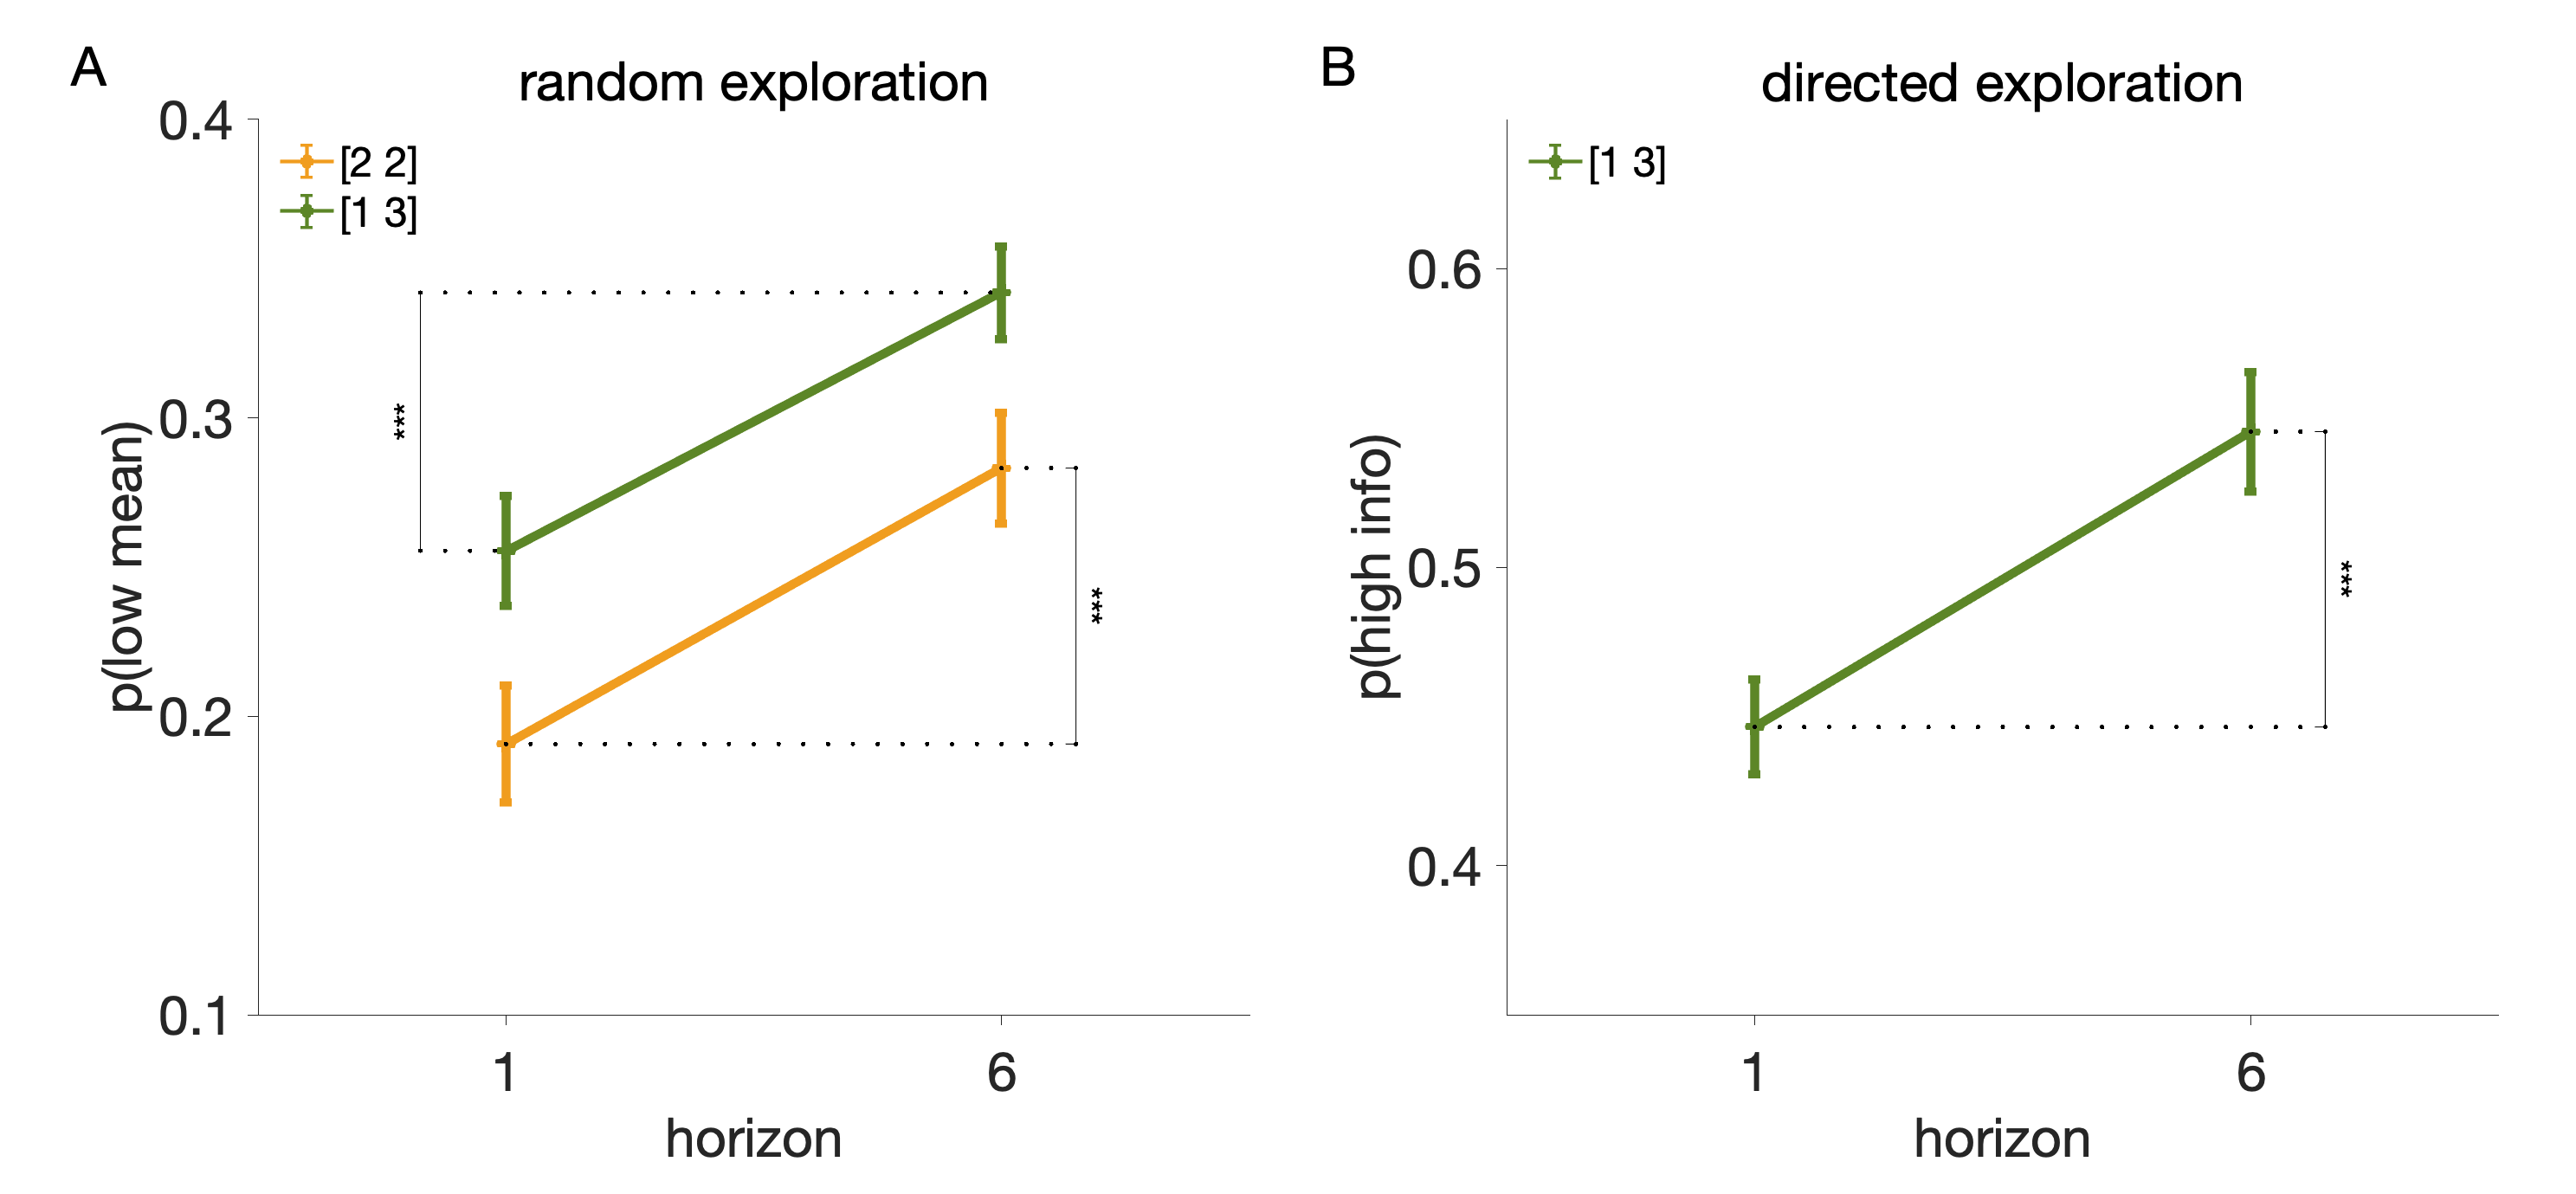 A
random exploration
0.4
[2 2]
[1 3]
0.3
0.2
0.1
p(low mean)
***
***
1
6
horizon
B
directed exploration
[1 3]
0.6
0.5
0.4
p(high info)
***
1
6
horizon